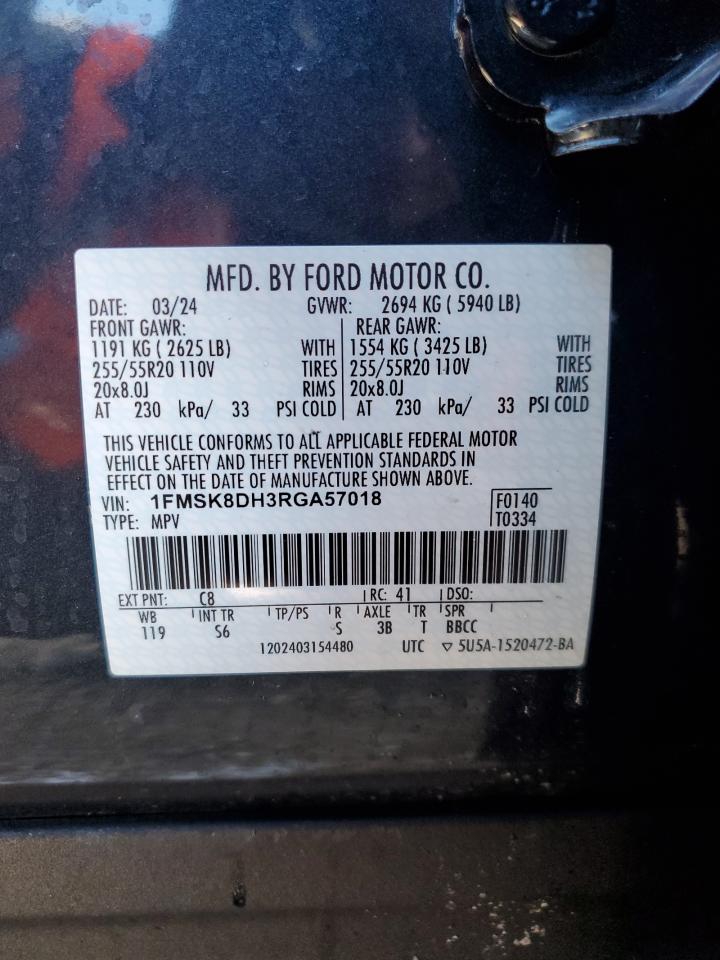 MFD. BY FORD MOTOR CO.
DATE: 03/24 GVWR: 2694 KG ( 5940 LB)
FRONT GAWR: REAR GAWR:
1191 KG ( 2625 LB) WITH 1554 KG ( 3425 LB) WITH
255/55R20 110V TIRES 255/55R20 110V TIRES
20x8.0J RIMS 20x8.0J RIMS
AT 230 kPa/ 33 PSI COLD AT 230 kPa/ 33 PSI COLD
THIS VEHICLE CONFORMS TO ALL APPLICABLE FEDERAL MOTOR
VEHICLE SAFETY AND THEFT PREVENTION STANDARDS IN
EFFECT ON THE DATE OF MANUFACTURE SHOWN ABOVE.
VIN: 1FMSK8DH3RGA57018 F0140
TYPE: MPV T0334
EXT PNT: C8 RC: 41 DSO:
WB INT TR TP/PS R AXLE TR SPR
119 S6 S 3B T BBCC
1202403154480 UTC ▽ 5U5A-1520472-BA